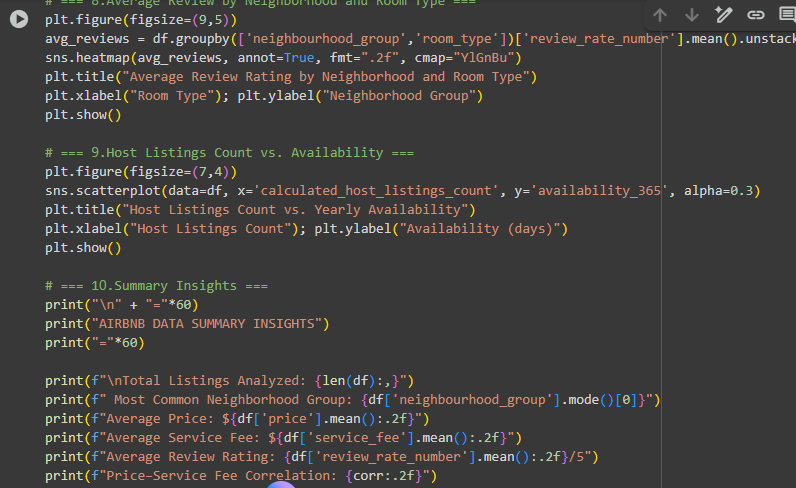 # === 8.Average Review by Neighborhood and Room Type ===
plt.figure(figsize=(9,5))
avg_reviews = df.groupby(['neighbourhood_group','room_type'])['review_rate_number'].mean().unstack
sns.heatmap(avg_reviews, annot=True, fmt=".2f", cmap="YlGnBu")
plt.title("Average Review Rating by Neighborhood and Room Type")
plt.xlabel("Room Type"); plt.ylabel("Neighborhood Group")
plt.show()

# === 9.Host Listings Count vs. Availability ===
plt.figure(figsize=(7,4))
sns.scatterplot(data=df, x='calculated_host_listings_count', y='availability_365', alpha=0.3)
plt.title("Host Listings Count vs. Yearly Availability")
plt.xlabel("Host Listings Count"); plt.ylabel("Availability (days)")
plt.show()

# === 10.Summary Insights ===
print("\n" + "="*60)
print("AIRBNB DATA SUMMARY INSIGHTS")
print("="*60)

print(f"\nTotal Listings Analyzed: {len(df):,}")
print(f" Most Common Neighborhood Group: {df['neighbourhood_group'].mode()[0]}")
print(f"Average Price: ${df['price'].mean():.2f}")
print(f"Average Service Fee: ${df['service_fee'].mean():.2f}")
print(f"Average Review Rating: {df['review_rate_number'].mean():.2f}/5")
print(f"Price-Service Fee Correlation: {corr:.2f}")